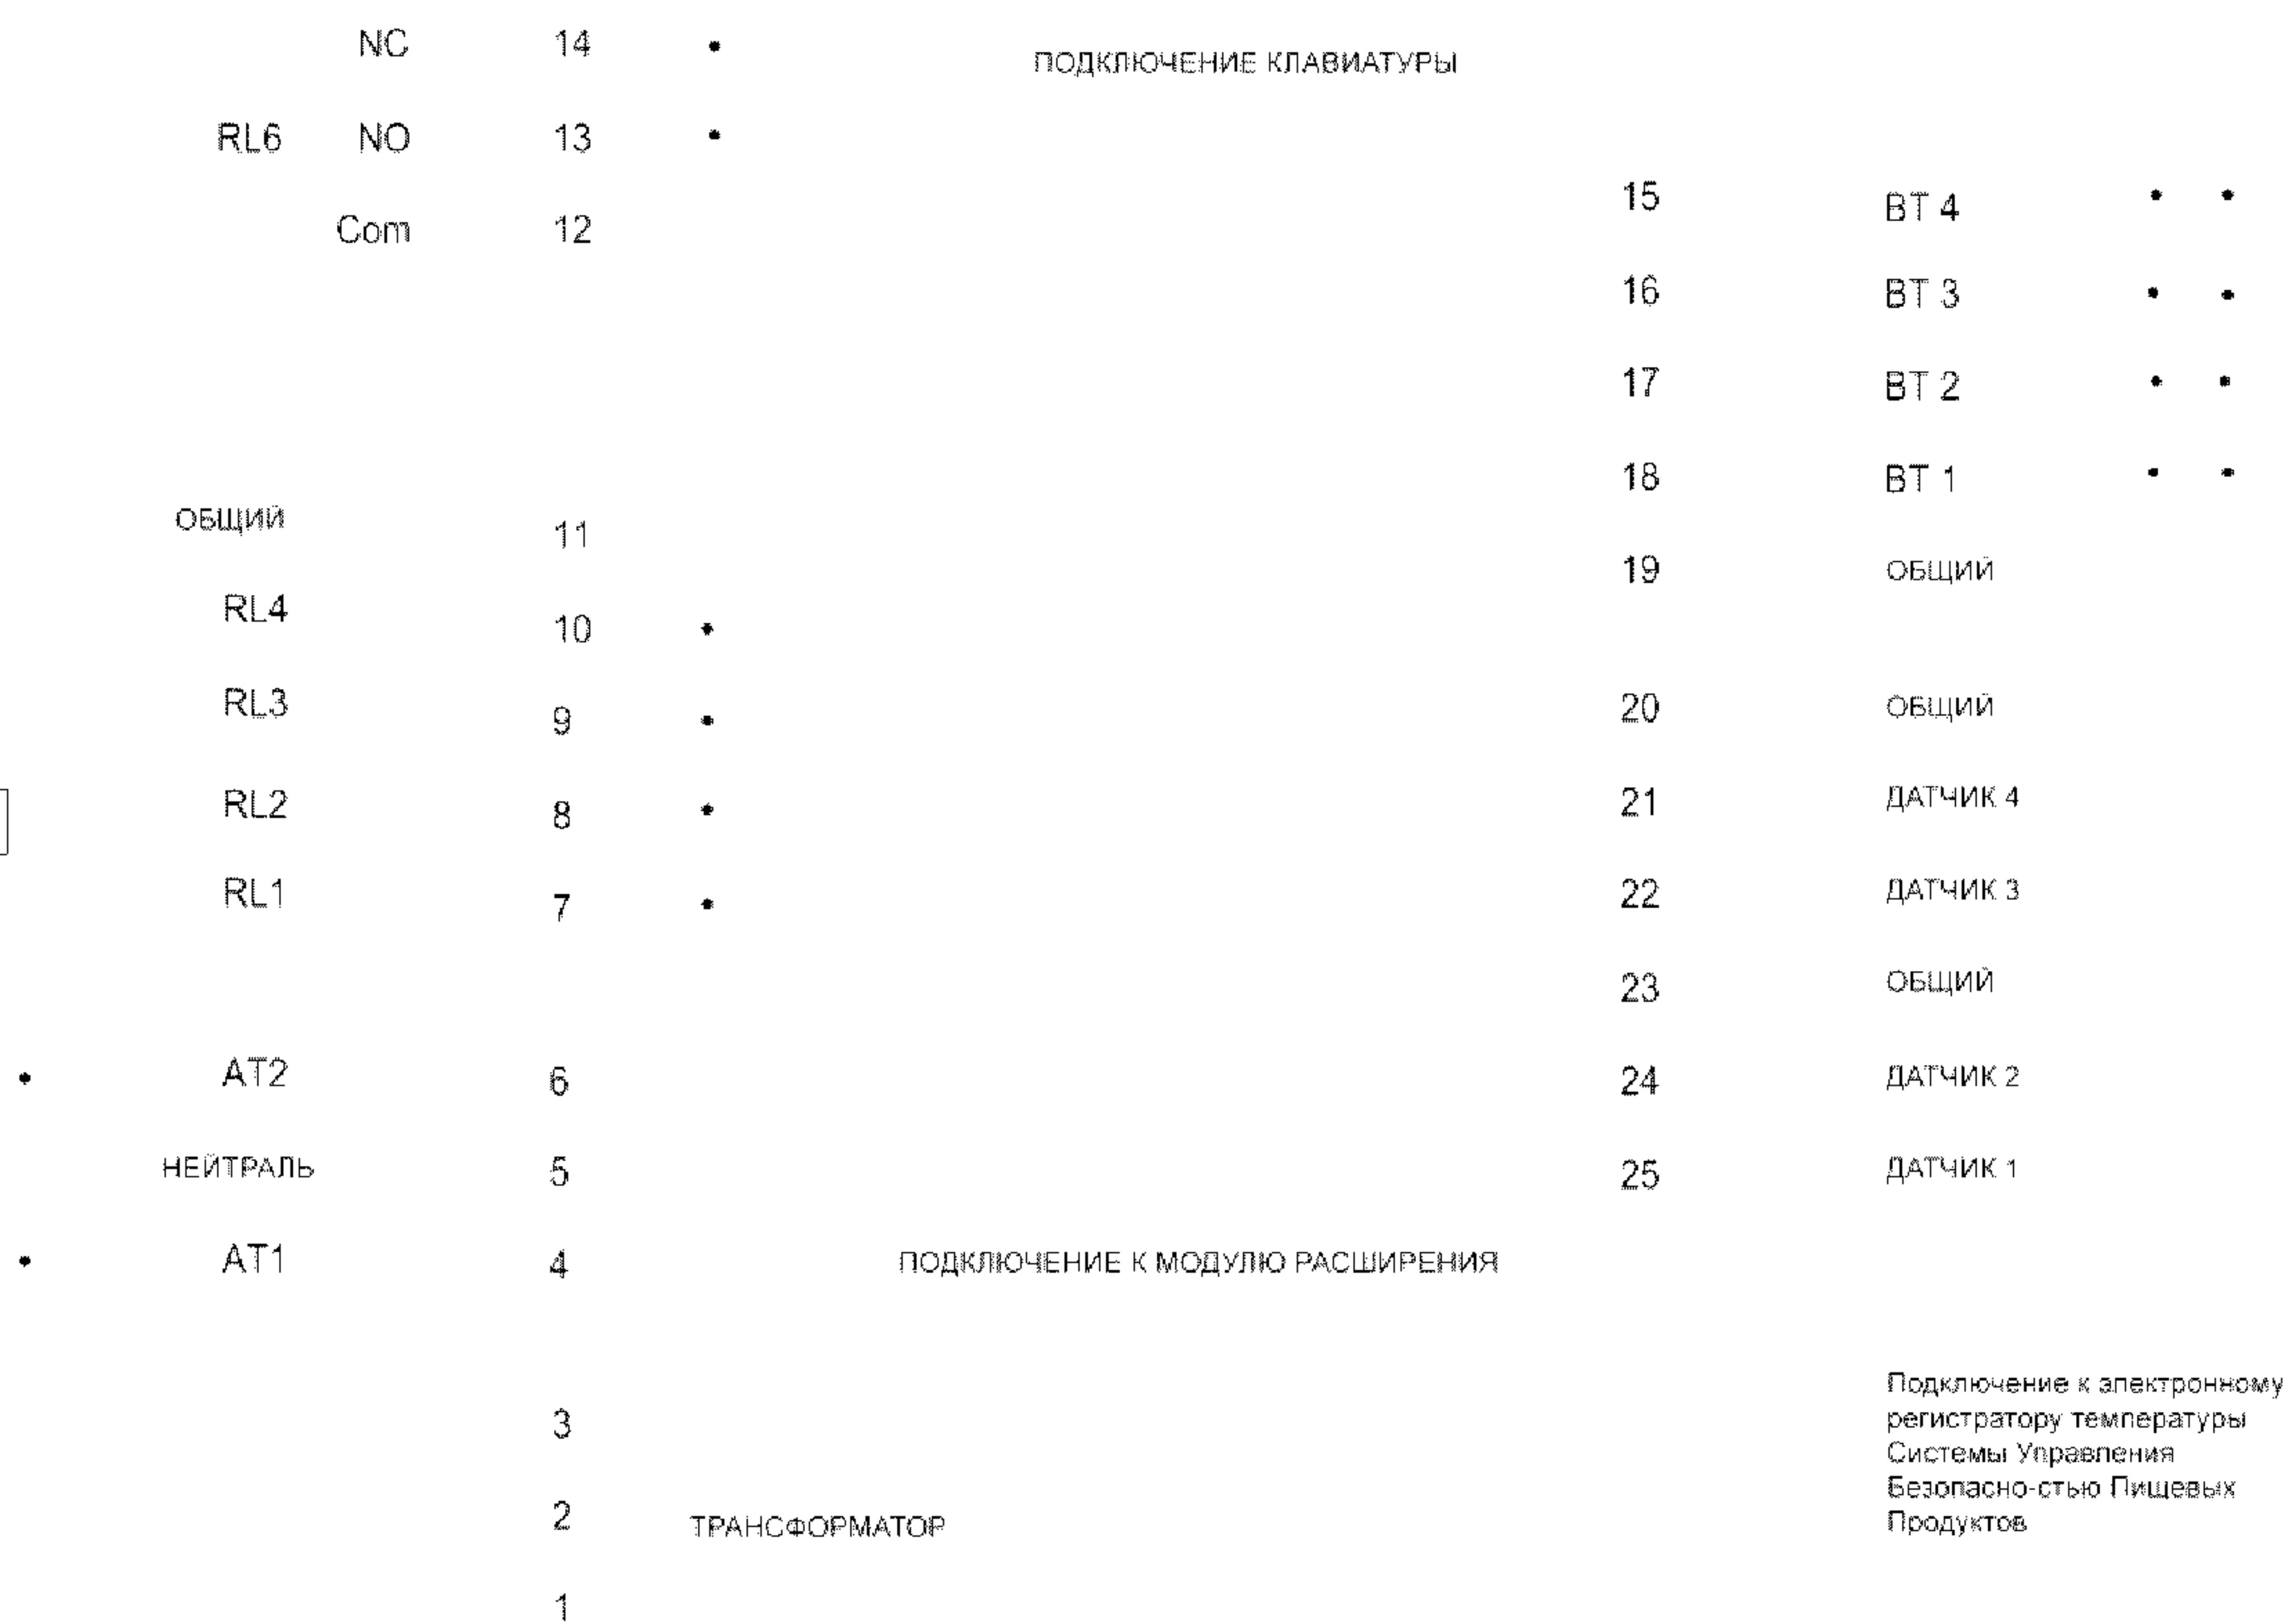 NC 14
ПОДКЛЮЧЕНИЕ КЛАВИАТУРЫ
RL6 NO 13
15 BT 4
Com 12
16 BT 3
17 BT 2
18 BT 1
ОБЩИЙ 11
19 ОБЩИЙ
RL4 10
RL3 9
20 ОБЩИЙ
RL2 8
21 ДАТЧИК 4
RL1 7
22 ДАТЧИК 3
23 ОБЩИЙ
AT2 6
24 ДАТЧИК 2
НЕЙТРАЛЬ 5
25 ДАТЧИК 1
AT1 4
ПОДКЛЮЧЕНИЕ К МОДУЛЮ РАСШИРЕНИЯ
3
2 ТРАНСФОРМАТОР
1
Подключение к электронному
регистратору температуры
Системы Управления
Безопасно-стью Пищевых
Продуктов